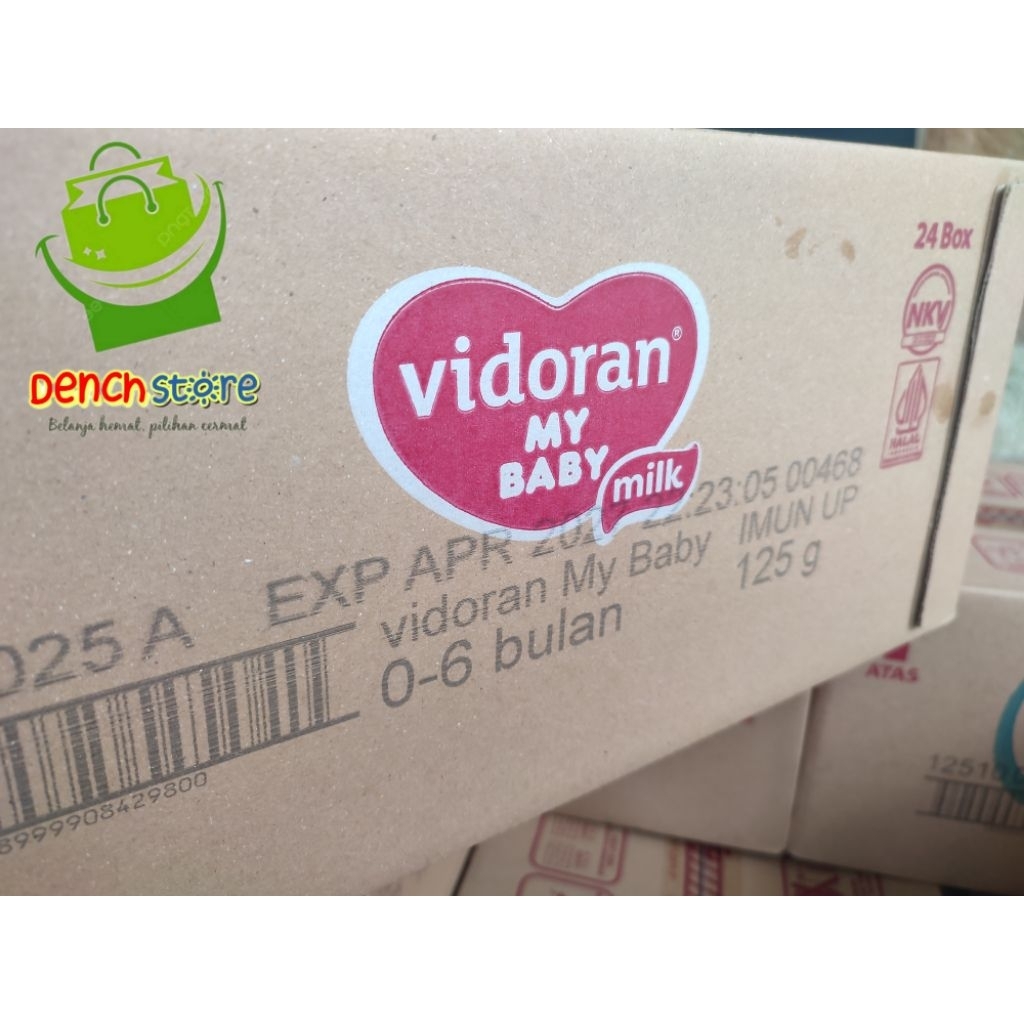 DENCH STORE
Belanja hemat, pilihan cermat
24 Box
NKV
HALAL
vidoran®
MY
BABY
milk
025 A EXP APR 22:23:05 00468
vidoran My Baby IMUN UP
0-6 bulan 125 g
8999908429800
ATAS